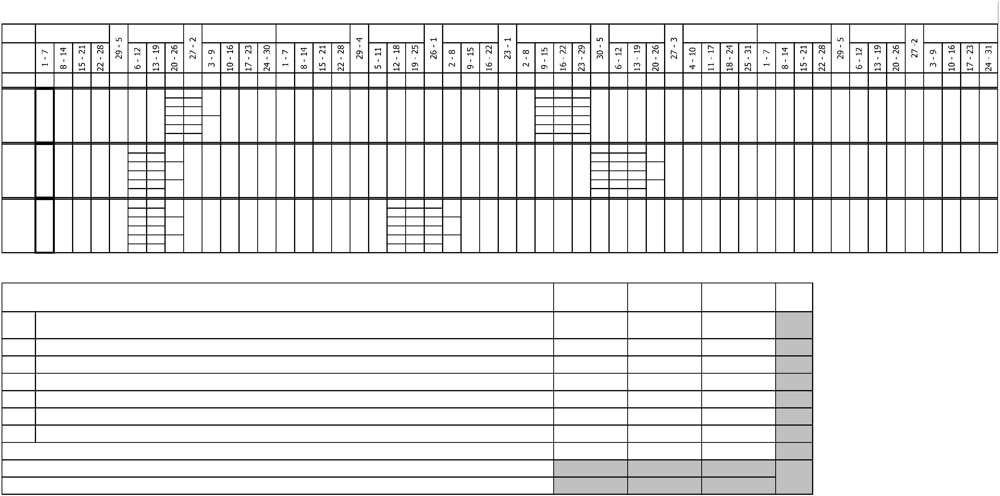 1 - 7
8 - 14
15 - 21
22 - 28
29 - 5
6 - 12
13 - 19
20 - 26
27 - 2
3 - 9
10 - 16
17 - 23
24 - 30
1 - 7
8 - 14
15 - 21
22 - 28
29 - 4
5 - 11
12 - 18
19 - 25
26 - 1
2 - 8
9 - 15
16 - 22
23 - 1
2 - 8
9 - 15
16 - 22
23 - 29
30 - 5
6 - 12
13 - 19
20 - 26
27 - 3
4 - 10
11 - 17
18 - 24
25 - 31
1 - 7
8 - 14
15 - 21
22 - 28
29 - 5
6 - 12
13 - 19
20 - 26
27 -2
3 - 9
10 - 16
17 - 23
24 - 31